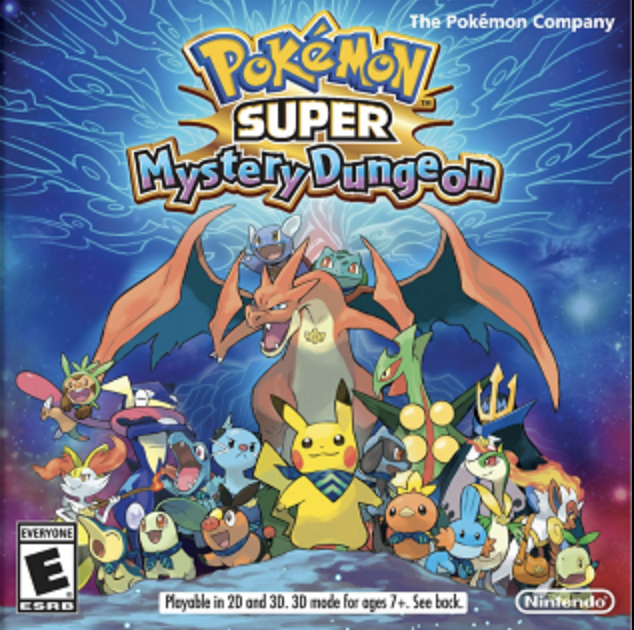 The Pokémon Company
POKéMON
TM
SUPER
Mystery Dungeon
EVERYONE
E
ESRB
Playable in 2D and 3D. 3D mode for ages 7+. See back.
Nintendo